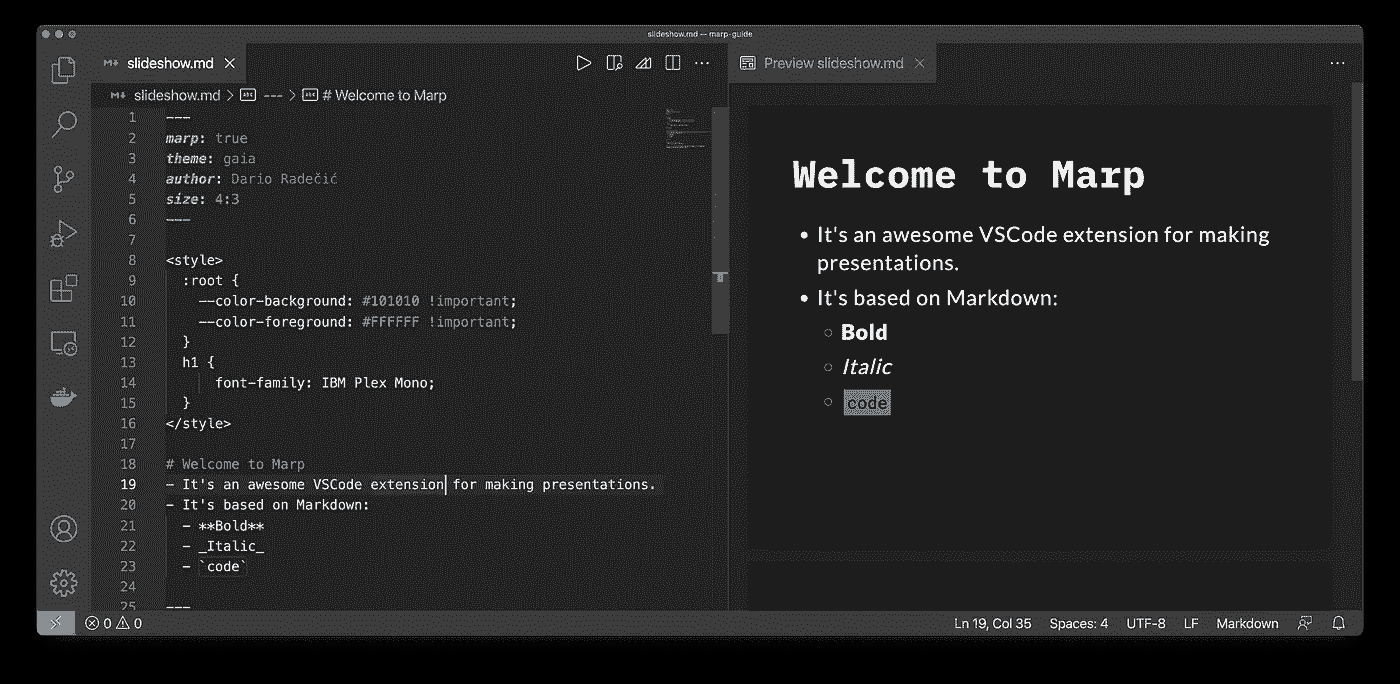 slideshow.md — marp-guide
slideshow.md
Preview slideshow.md
slideshow.md > --- > # Welcome to Marp
1 ---
2 marp: true
3 theme: gaia
4 author: Dario Radečić
5 size: 4:3
6 ---
7
8 <style>
9 :root {
10 --color-background: #101010 !important;
11 --color-foreground: #FFFFFF !important;
12 }
13 h1 {
14 font-family: IBM Plex Mono;
15 }
16 </style>
17
18 # Welcome to Marp
19 - It's an awesome VSCode extension for making presentations.
20 - It's based on Markdown:
21 - **Bold**
22 - _Italic_
23 - `code`
24
25 ---
Welcome to Marp
• It's an awesome VSCode extension for making
presentations.
• It's based on Markdown:
○ Bold
○ Italic
○ code
0 0
Ln 19, Col 35 Spaces: 4 UTF-8 LF Markdown